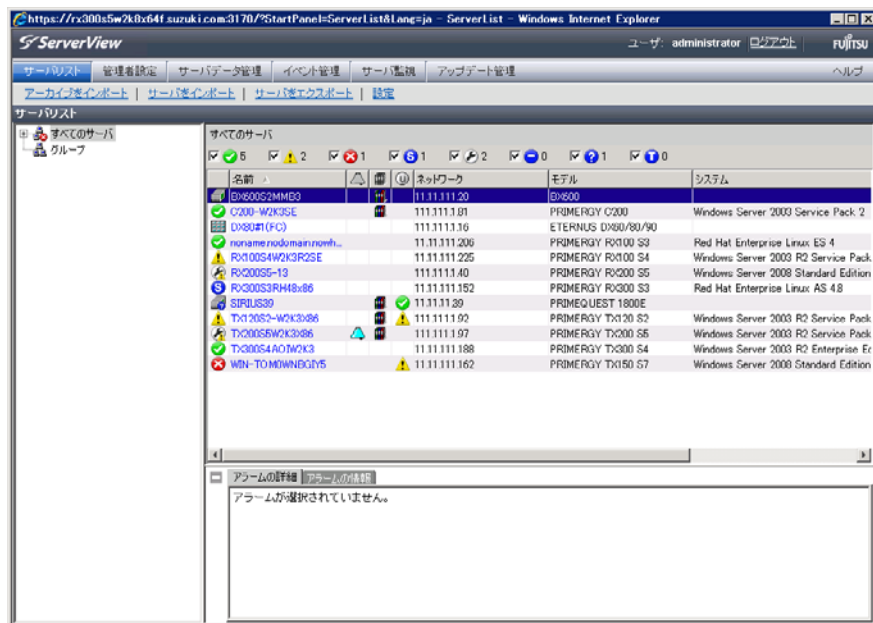 https://rx300s5w2k8x64f.suzuki.com:3170/?StartPanel=ServerList&Lang=ja - ServerList - Windows Internet Explorer
ServerView ユーザ: administrator ログアウト FUJITSU
サーバリスト 管理者設定 サーバデータ管理 イベント管理 サーバ監視 アップデート管理 ヘルプ
アーカイブをインポート | サーバをインポート | サーバをエクスポート | 設定
サーバリスト
すべてのサーバ
グループ
すべてのサーバ
5 2 1 1 2 0 1 0
名前 ネットワーク モデル システム
BX600S2MMB3 11.11.111.20 BX600
C200-W2K3SE 111.111.1.81 PRIMERGY C200 Windows Server 2003 Service Pack 2
DX80#1(FC) 111.111.1.16 ETERNUS DX60/80/90
noname.nodomain.nowh... 11.11.111.206 PRIMERGY RX100 S3 Red Hat Enterprise Linux ES 4
RX100S4W2K3R2SE 11.11.111.225 PRIMERGY RX100 S4 Windows Server 2003 R2 Service Pack
RX200S5-13 111.111.1.40 PRIMERGY RX200 S5 Windows Server 2008 Standard Edition
RX300S3RH48x86 11.11.111.152 PRIMERGY RX300 S3 Red Hat Enterprise Linux AS 4.8
SIRIUS39 11.11.11.39 PRIMEQUEST 1800E
TX120S2-W2K3X86 111.111.1.92 PRIMERGY TX120 S2 Windows Server 2003 R2 Service Pack
TX200S5W2K3X86 111.111.1.97 PRIMERGY TX200 S5 Windows Server 2003 R2 Service Pack
TX300S4AOIW2K3 11.11.111.188 PRIMERGY TX300 S4 Windows Server 2003 R2 Enterprise Ec
WIN-TOM0WNBGIY5 11.11.111.162 PRIMERGY TX150 S7 Windows Server 2008 Standard Edition
アラームの詳細 アラームの情報
アラームが選択されていません。